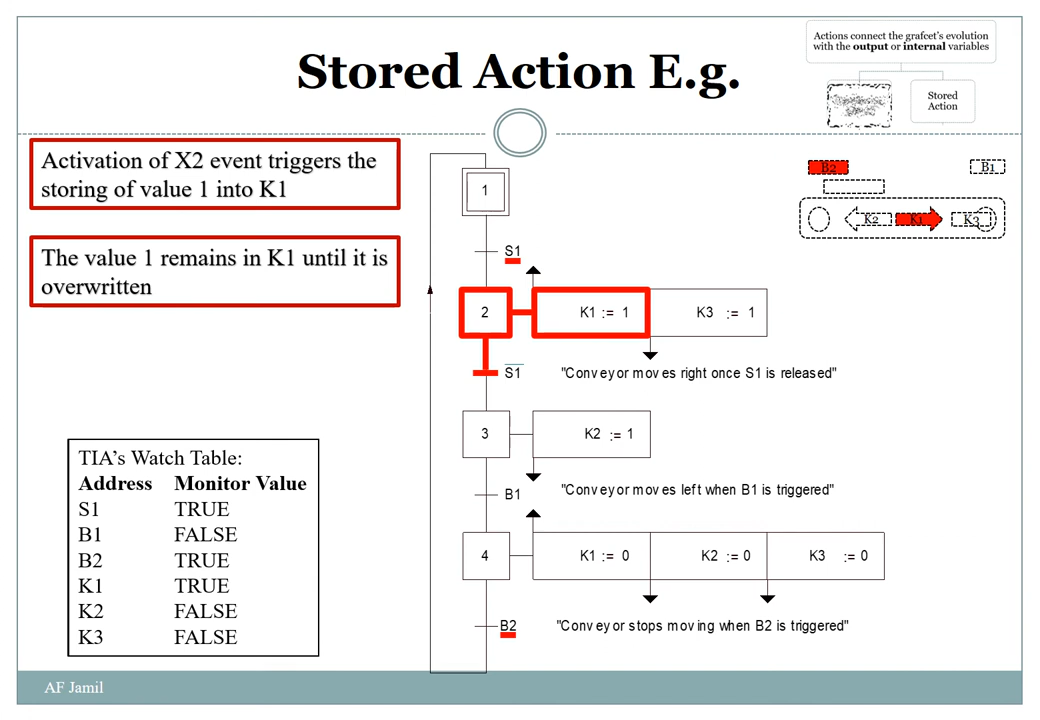 Stored Action E.g.
Actions connect the grafcet's evolution
with the output or internal variables
Stored
Action
Activation of X2 event triggers the
storing of value 1 into K1
The value 1 remains in K1 until it is
overwritten
B2
B1
K2
K1
K3
1
S1
2
K1 := 1
K3 := 1
S1
"Conveyor moves right once S1 is released"
3
K2 := 1
B1
"Conveyor moves left when B1 is triggered"
4
K1 := 0
K2 := 0
K3 := 0
B2
"Conveyor stops moving when B2 is triggered"
TIA's Watch Table:
Address Monitor Value
S1 TRUE
B1 FALSE
B2 TRUE
K1 TRUE
K2 FALSE
K3 FALSE
AF Jamil